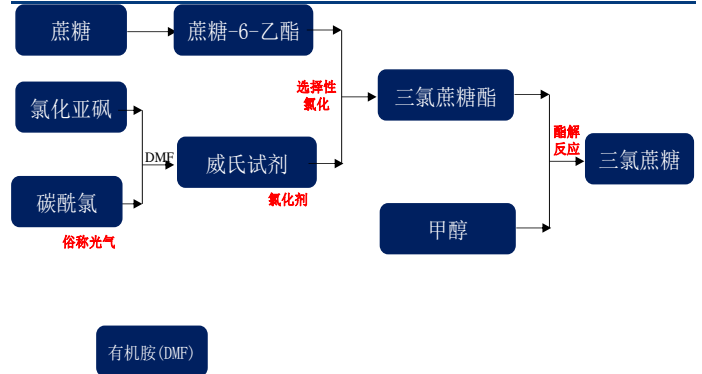 蔗糖
蔗糖-6-乙酯
选择性
氯化
氯化亚砜
三氯蔗糖酯
酯解
反应
DMF
威氏试剂
三氯蔗糖
碳酰氯
氯化剂
俗称光气
甲醇
有机胺(DMF)